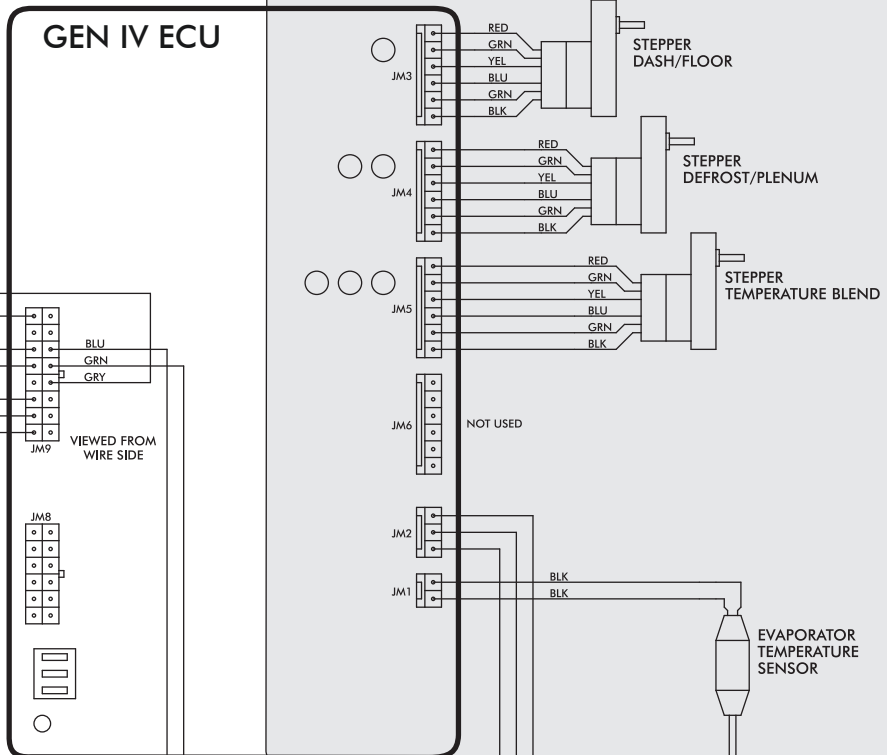 GEN IV ECU
JM3
RED
GRN
YEL
BLU
GRN
BLK
STEPPER
DASH/FLOOR
JM4
RED
GRN
YEL
BLU
GRN
BLK
STEPPER
DEFROST/PLENUM
JM5
RED
GRN
YEL
BLU
GRN
BLK
STEPPER
TEMPERATURE BLEND
BLU
GRN
GRY
JM9
VIEWED FROM
WIRE SIDE
JM6
NOT USED
JM8
JM2
JM1
BLK
BLK
EVAPORATOR
TEMPERATURE
SENSOR